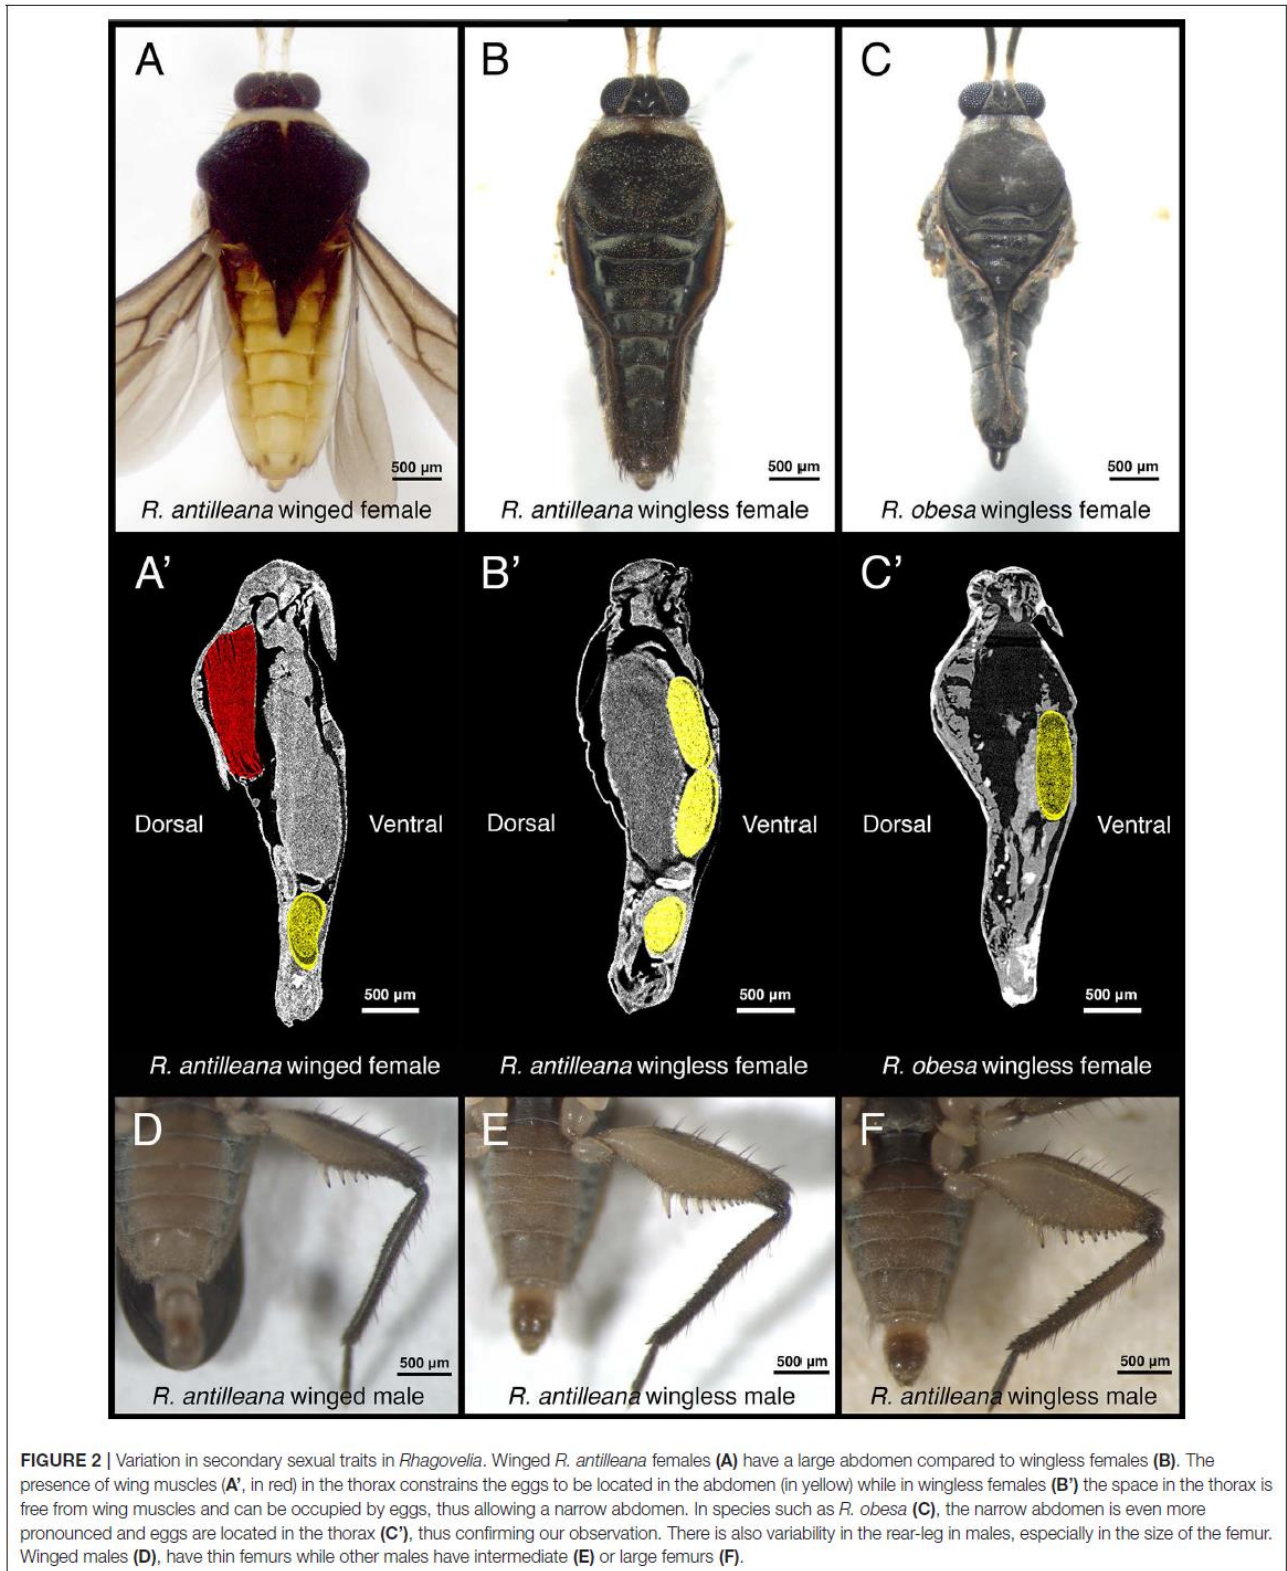 A
B
C
500 µm
500 µm
500 µm
R. antilleana winged female
R. antilleana wingless female
R. obesa wingless female
A’
B’
C’
Dorsal
Ventral
Dorsal
Ventral
Dorsal
Ventral
500 µm
500 µm
500 µm
R. antilleana winged female
R. antilleana wingless female
R. obesa wingless female
D
E
F
500 µm
500 µm
500 µm
R. antilleana winged male
R. antilleana wingless male
R. antilleana wingless male
FIGURE 2 | Variation in secondary sexual traits in Rhagovelia. Winged R. antilleana females (A) have a large abdomen compared to wingless females (B). The
presence of wing muscles (A’, in red) in the thorax constrains the eggs to be located in the abdomen (in yellow) while in wingless females (B’) the space in the thorax is
free from wing muscles and can be occupied by eggs, thus allowing a narrow abdomen. In species such as R. obesa (C), the narrow abdomen is even more
pronounced and eggs are located in the thorax (C’), thus confirming our observation. There is also variability in the rear-leg in males, especially in the size of the femur.
Winged males (D), have thin femurs while other males have intermediate (E) or large femurs (F).